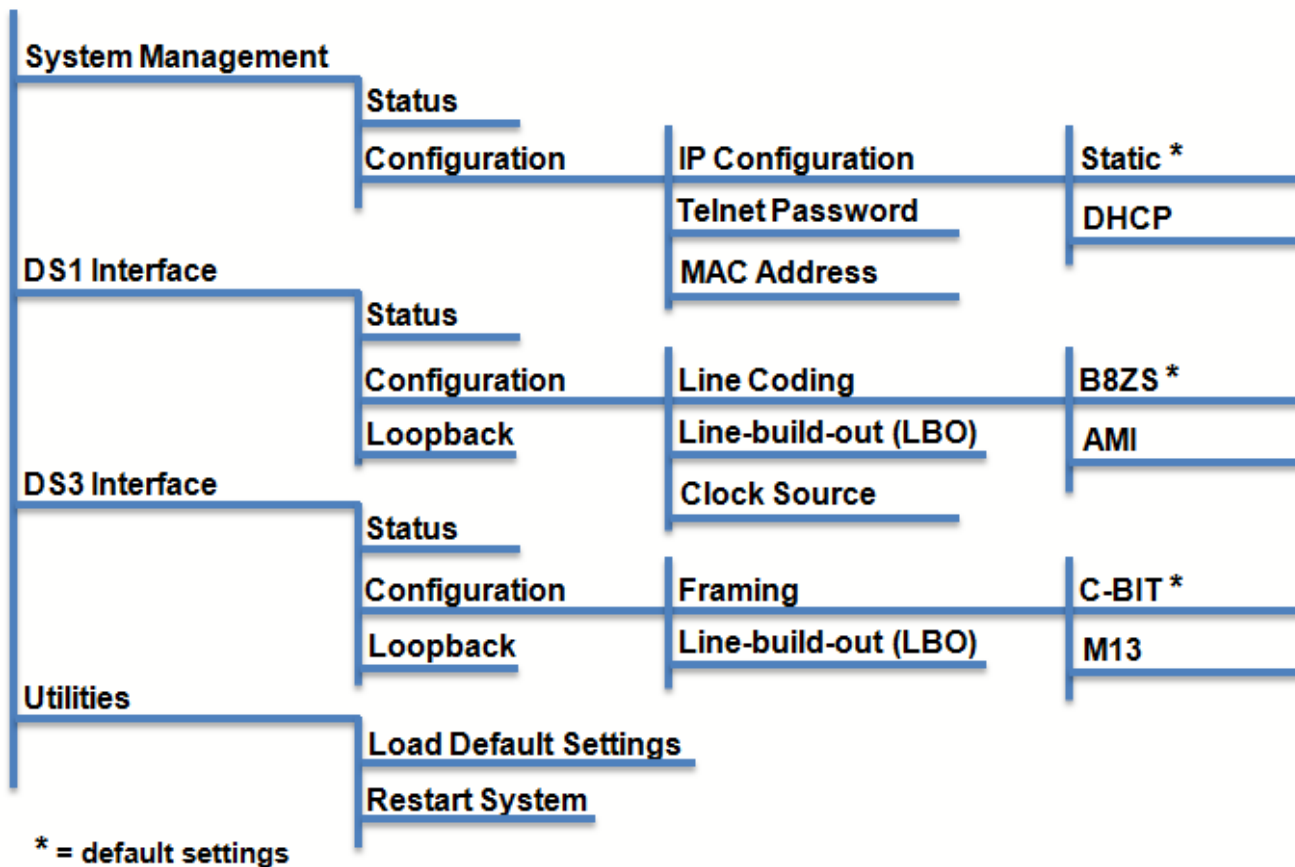 System Management
Status
Configuration
IP Configuration
Static *
Telnet Password
DHCP
MAC Address
DS1 Interface
Status
Configuration
Line Coding
B8ZS *
Loopback
Line-build-out (LBO)
AMI
Clock Source
DS3 Interface
Status
Configuration
Framing
C-BIT *
Loopback
Line-build-out (LBO)
M13
Utilities
Load Default Settings
Restart System
* = default settings